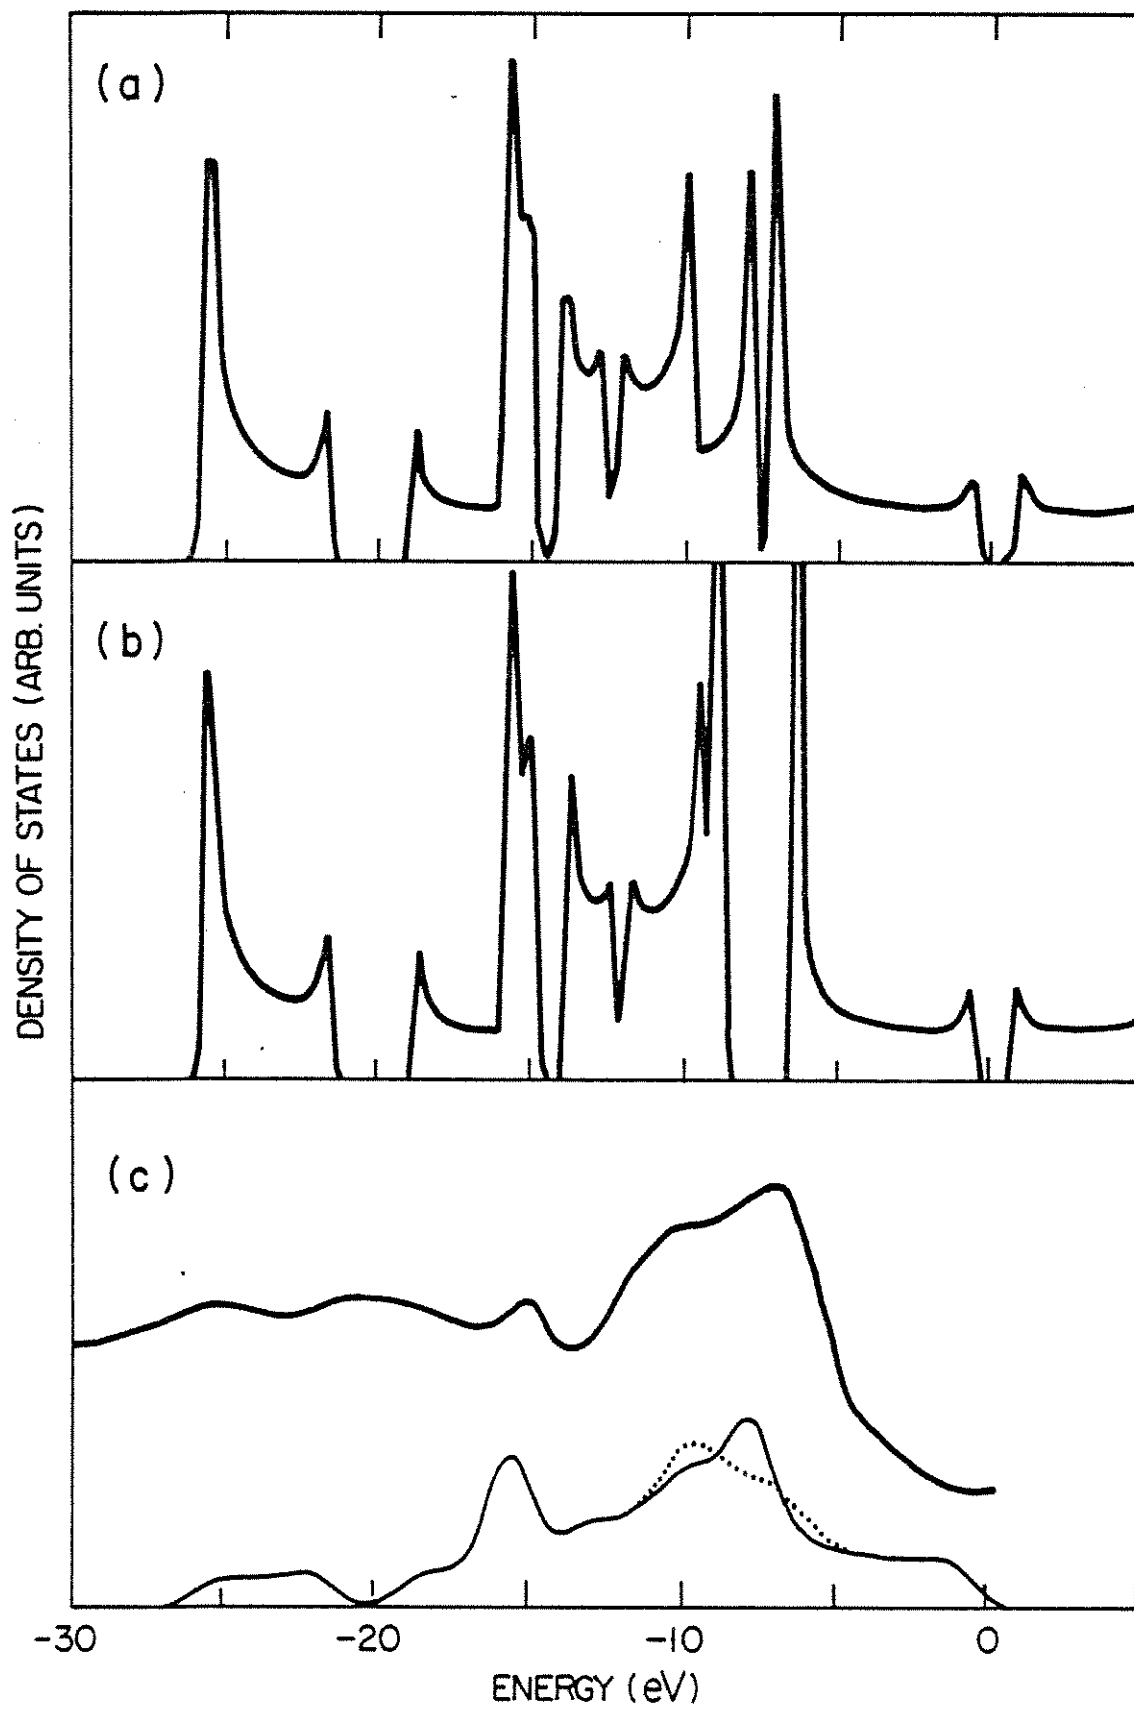 (a)
(b)
(c)
DENSITY OF STATES (ARB. UNITS)
-30 -20 -10 0
ENERGY (eV)